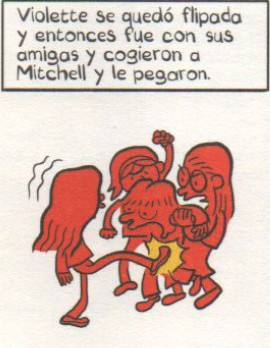 Violette se quedó flipada
y entonces fue con sus
amigas y cogieron a
Mitchell y le pegaron.